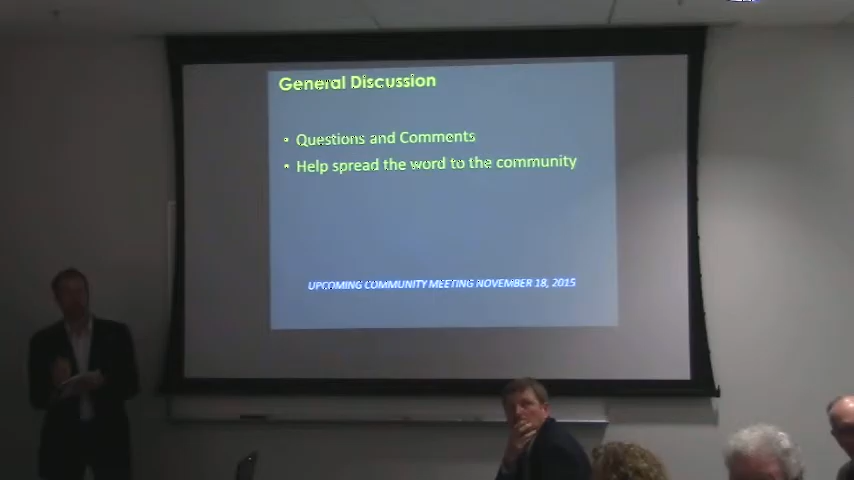 General Discussion
• Questions and Comments
• Help spread the word to the community
UPCOMING COMMUNITY MEETING NOVEMBER 18, 2015